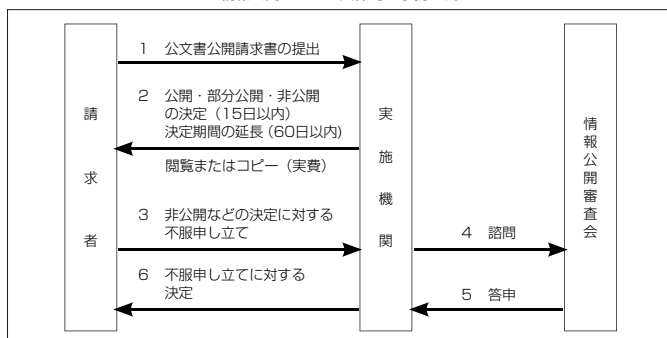 請求者
1 公文書公開請求書の提出
2 公開・部分公開・非公開
の決定（15日以内）
決定期間の延長（60日以内）
閲覧またはコピー（実費）
3 非公開などの決定に対する
不服申し立て
6 不服申し立てに対する
決定
実施機関
4 諮問
5 答申
情報公開審査会